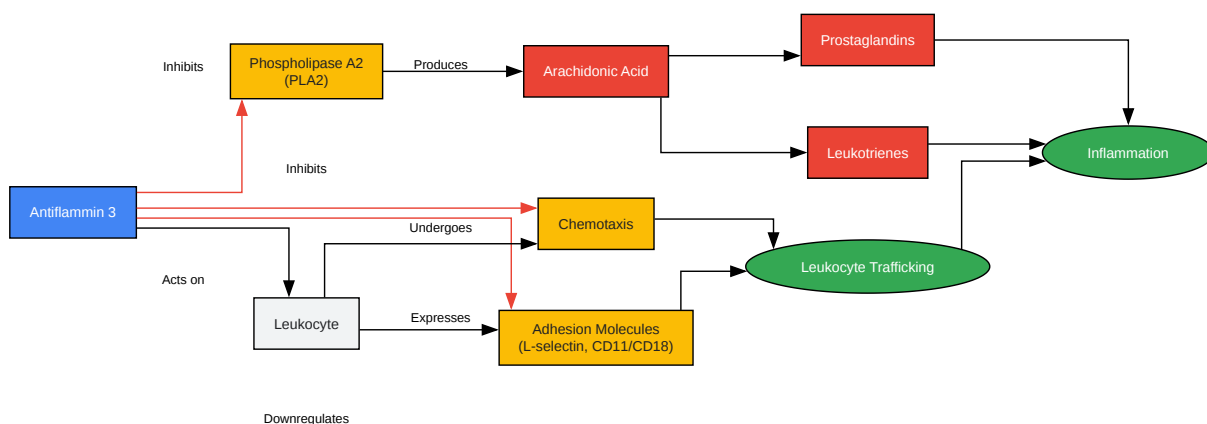 Prostaglandins
Inhibits
Phospholipase A2
(PLA2)
Produces
Arachidonic Acid
Leukotrienes
Inflammation
Inhibits
Antiflammin 3
Chemotaxis
Undergoes
Leukocyte Trafficking
Acts on
Leukocyte
Expresses
Adhesion Molecules
(L-selectin, CD11/CD18)
Downregulates